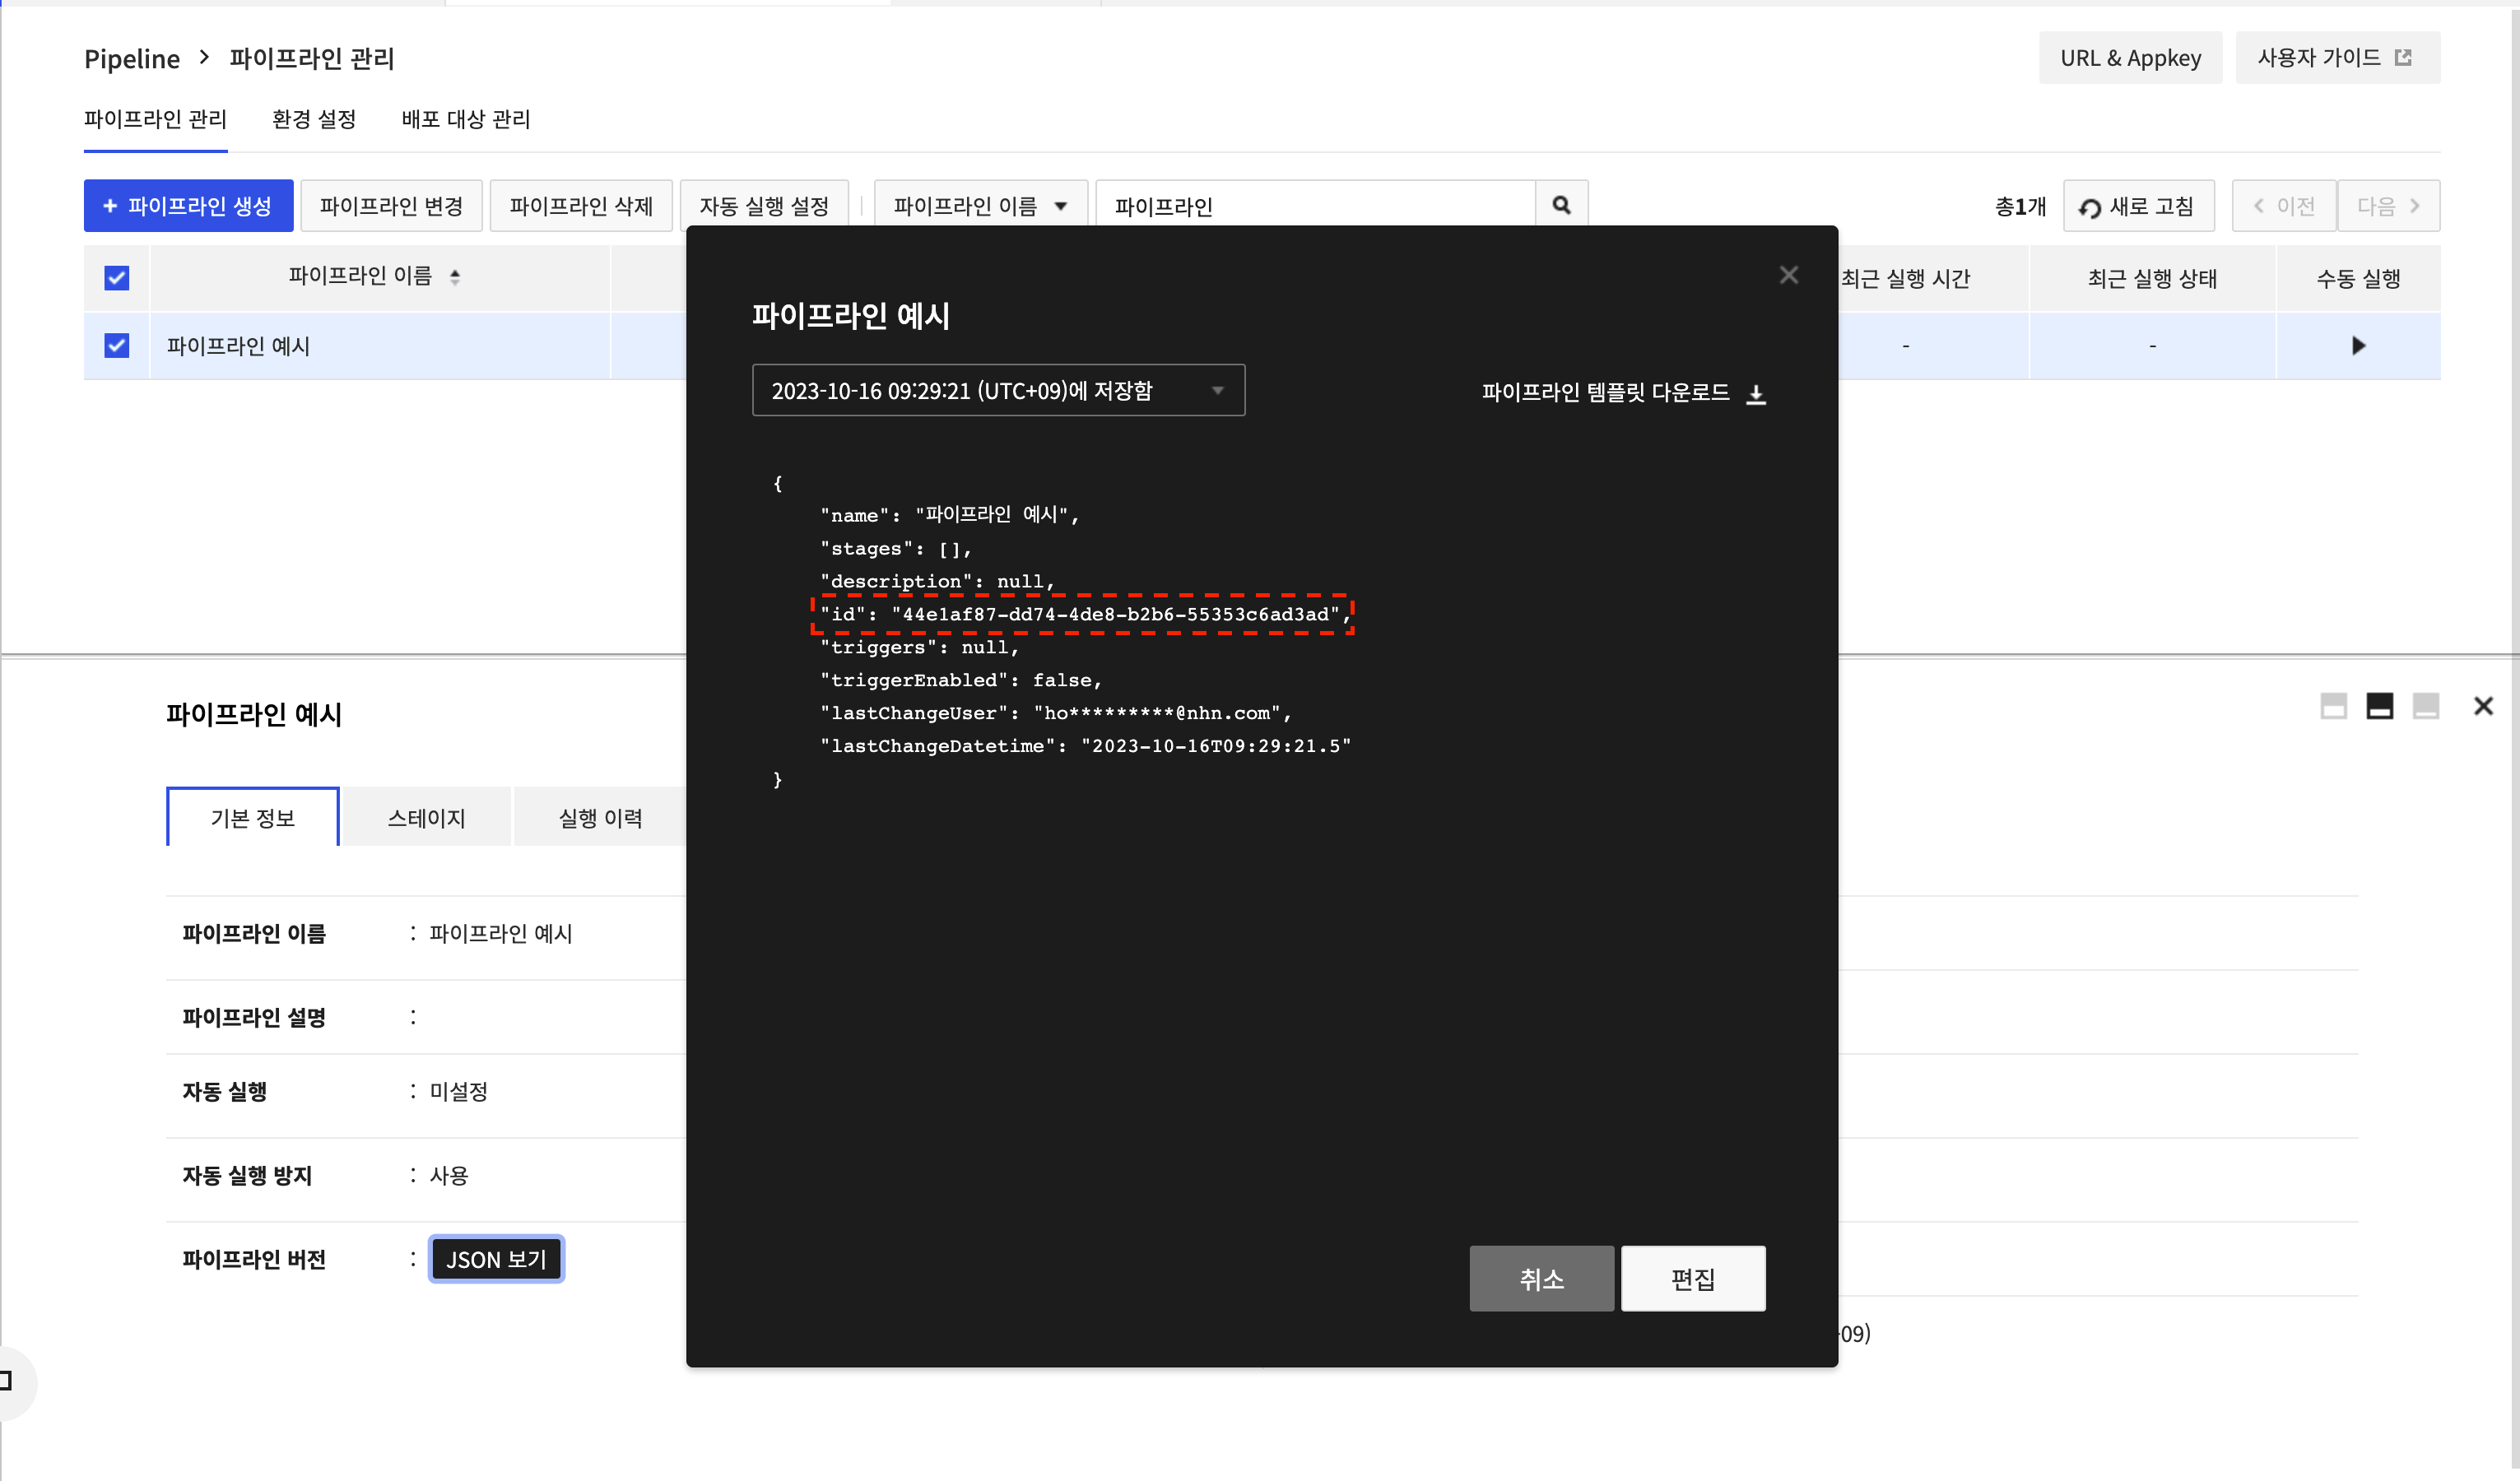 Pipeline > 파이프라인 관리
URL & Appkey
사용자 가이드
파이프라인 관리
환경 설정
배포 대상 관리
+ 파이프라인 생성
파이프라인 변경
파이프라인 삭제
자동 실행 설정
파이프라인 이름
파이프라인
총1개
새로 고침
이전
다음
파이프라인 이름
최근 실행 시간
최근 실행 상태
수동 실행
파이프라인 예시
-
-
파이프라인 예시
2023-10-16 09:29:21 (UTC+09)에 저장함
파이프라인 템플릿 다운로드
{
"name": "파이프라인 예시",
"stages": [],
"description": null,
"id": "44e1af87-dd74-4de8-b2b6-55353c6ad3ad",
"triggers": null,
"triggerEnabled": false,
"lastChangeUser": "ho*********@nhn.com",
"lastChangeDatetime": "2023-10-16T09:29:21.5"
}
취소
편집
파이프라인 예시
기본 정보
스테이지
실행 이력
파이프라인 이름 : 파이프라인 예시
파이프라인 설명 :
자동 실행 : 미설정
자동 실행 방지 : 사용
파이프라인 버전 : JSON 보기
09)